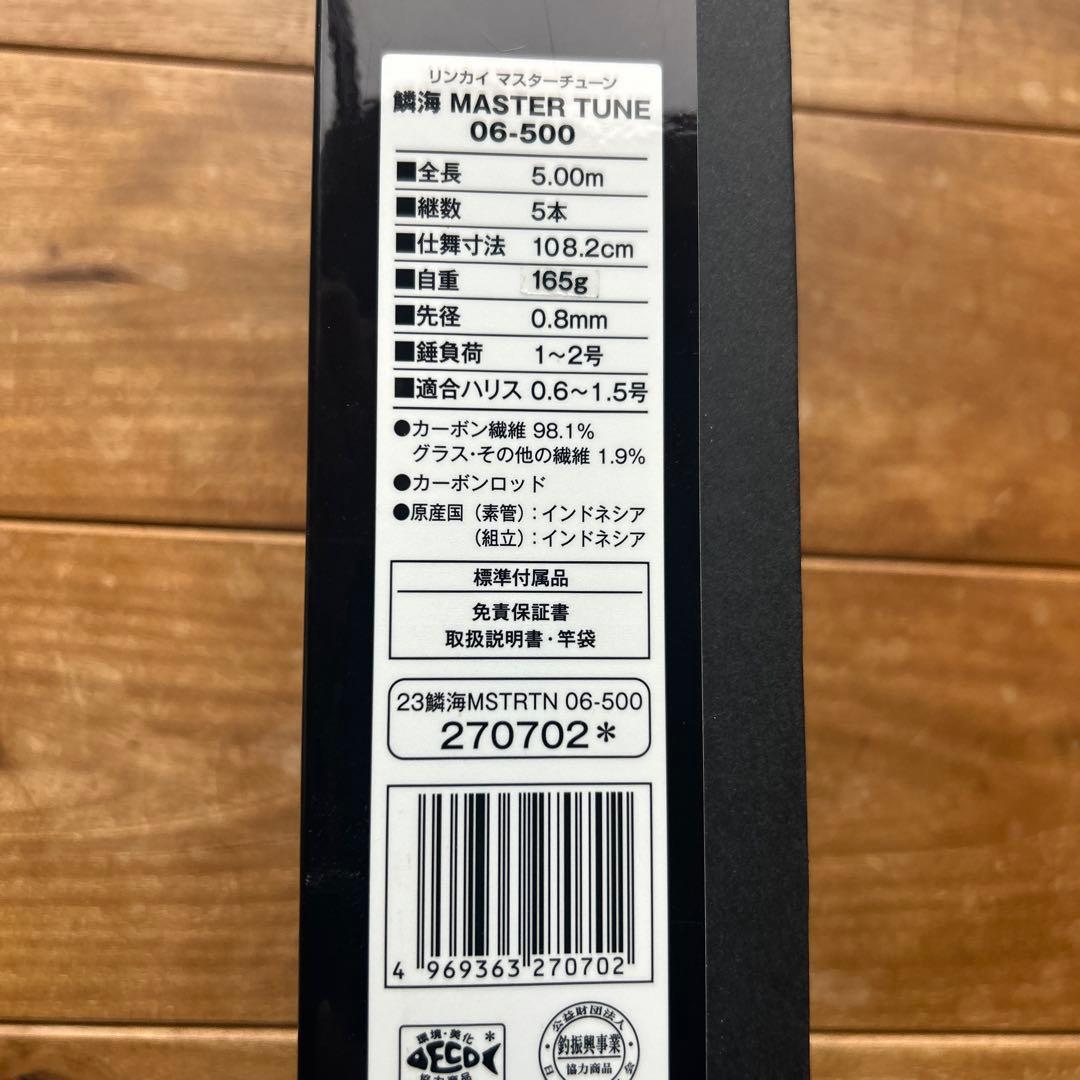 リンカイ マスターチューン
鱗海 MASTER TUNE
06-500
■全長 5.00m
■継数 5本
■仕舞寸法 108.2cm
■自重 165g
■先径 0.8mm
■錘負荷 1～2号
■適合ハリス 0.6～1.5号
●カーボン繊維 98.1%
グラス・その他の繊維 1.9%
●カーボンロッド
●原産国（素管）：インドネシア
（組立）：インドネシア
標準付属品
免責保証書
取扱説明書・竿袋
23鱗海MSTRTN 06-500
270702*
4 969363 270702
環境・美化*
ECO
協力商品
公益財団法人
釣振興事業
協力商品
日